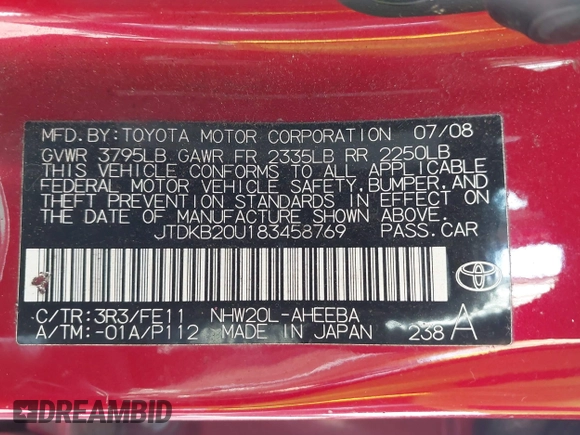 MFD.BY:TOYOTA MOTOR CORPORATION 07/08
GVWR 3795LB GAWR FR 2335LB RR 2250LB
THIS VEHICLE CONFORMS TO ALL APPLICABLE
FEDERAL MOTOR VEHICLE SAFETY,BUMPER,AND
THEFT PREVENTION STANDARDS IN EFFECT ON
THE DATE OF MANUFACTURE SHOWN ABOVE.
JTDKB20U183458769 PASS.CAR
C/TR:3R3/FE11 NHW20L-AHEEBA
A/TM:-01A/P112 MADE IN JAPAN 238 A
DREAMBID